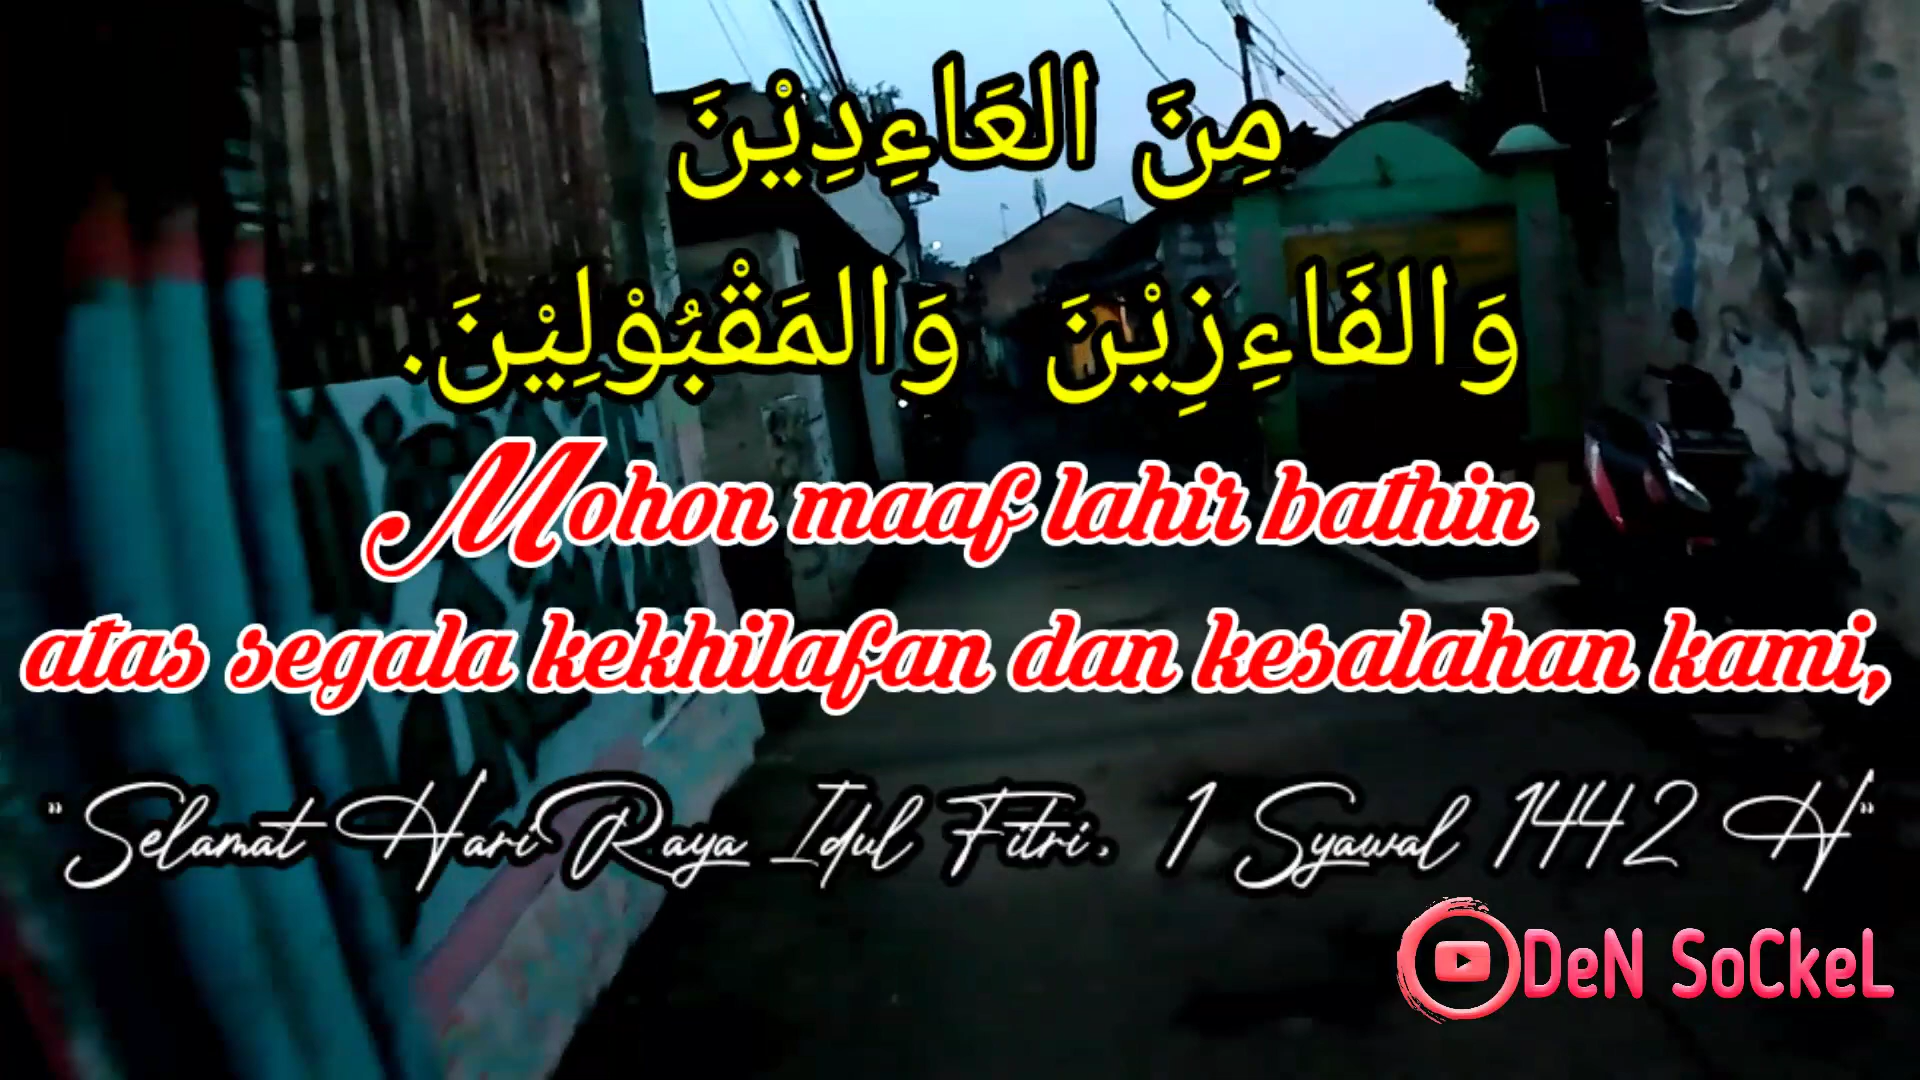 مِنَ العَاءِدِيْنَ
وَالفَاءِزِيْنَ وَالمَقْبُوْلِيْنَ.
Mohon maaf lahir bathin
atas segala kekhilafan dan kesalahan kami,
"Selamat Hari Raya Idul Fitri, 1 Syawal 1442 H"
DeN SoCkeL